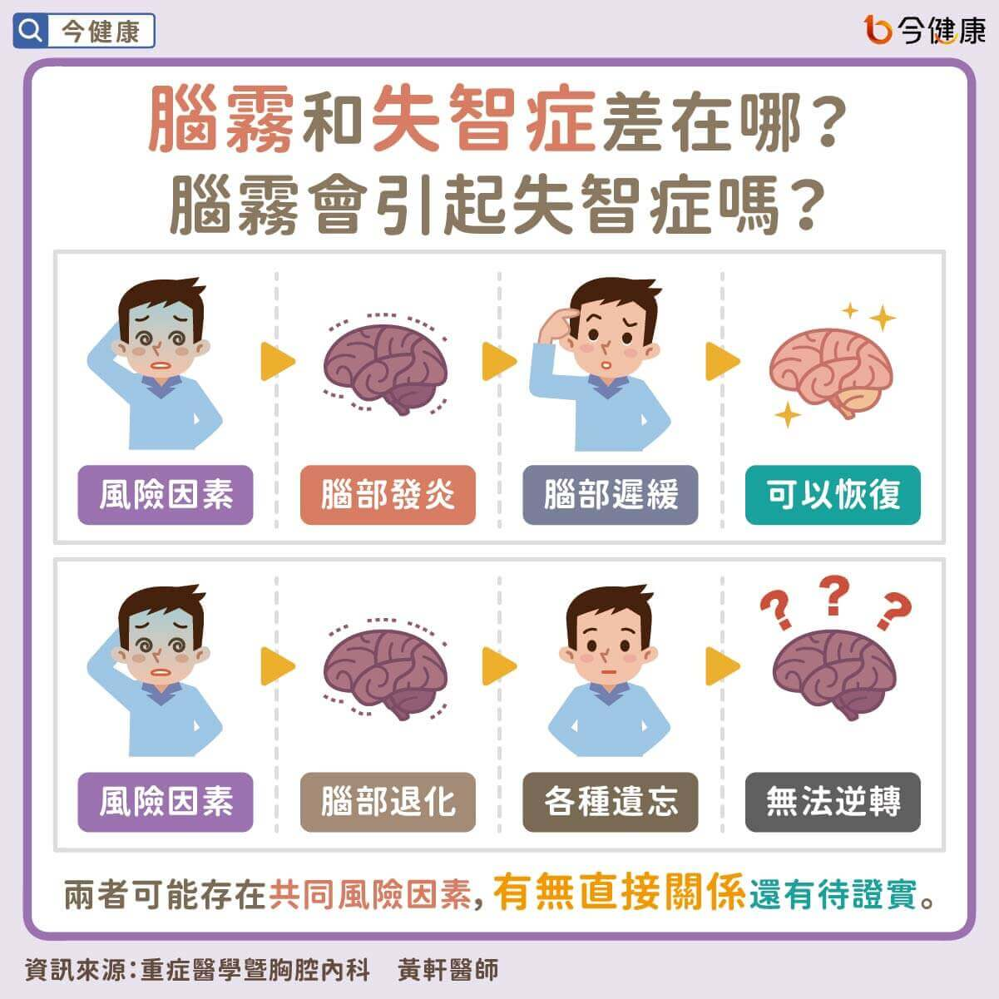 今健康
今健康
腦霧和失智症差在哪？
腦霧會引起失智症嗎？
風險因素
腦部發炎
腦部遲緩
可以恢復
? ? ?
風險因素
腦部退化
各種遺忘
無法逆轉
兩者可能存在共同風險因素，有無直接關係還有待證實。
資訊來源：重症醫學暨胸腔內科　黃軒醫師